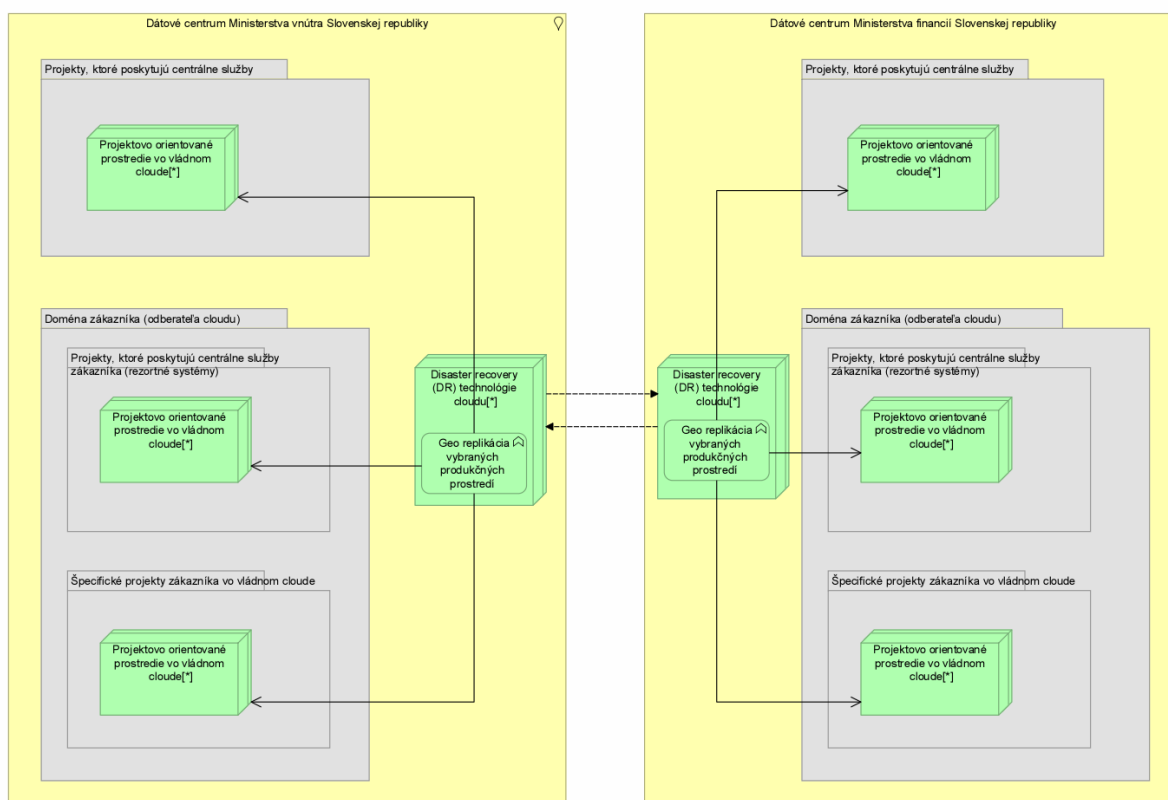 Dátové centrum Ministerstva vnútra Slovenskej republiky
Projekty, ktoré poskytujú centrálne služby
Projektovo orientované
prostredie vo vládnom
cloude[*]
Doména zákazníka (odberateľa cloudu)
Projekty, ktoré poskytujú centrálne služby
zákazníka (rezortné systémy)
Projektovo orientované
prostredie vo vládnom
cloude[*]
Disaster recovery
(DR) technológie
cloudu[*]
Geo replikácia
vybraných
produkčných
prostredí
Špecifické projekty zákazníka vo vládnom cloude
Projektovo orientované
prostredie vo vládnom
cloude[*]
Dátové centrum Ministerstva financií Slovenskej republiky
Projekty, ktoré poskytujú centrálne služby
Projektovo orientované
prostredie vo vládnom
cloude[*]
Doména zákazníka (odberateľa cloudu)
Disaster recovery
(DR) technológie
cloudu[*]
Geo replikácia
vybraných
produkčných
prostredí
Projekty, ktoré poskytujú centrálne služby
zákazníka (rezortné systémy)
Projektovo orientované
prostredie vo vládnom
cloude[*]
Špecifické projekty zákazníka vo vládnom cloude
Projektovo orientované
prostredie vo vládnom
cloude[*]